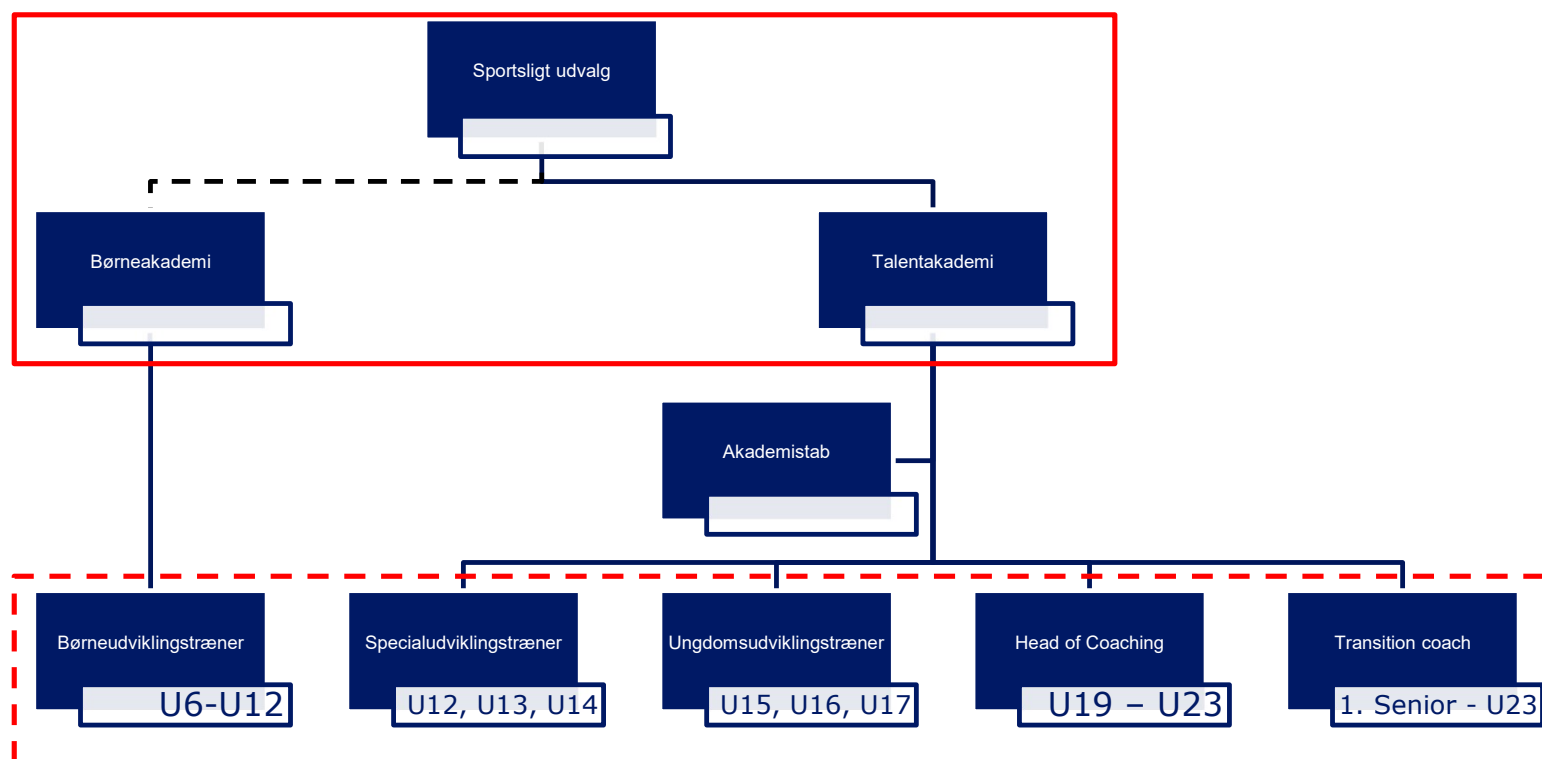 Sportsligt udvalg
Børneakademi
Talentakademi
Akademistab
Børneudviklingstræner
U6-U12
Specialudviklingstræner
U12, U13, U14
Ungdomsudviklingstræner
U15, U16, U17
Head of Coaching
U19 – U23
Transition coach
1. Senior - U23